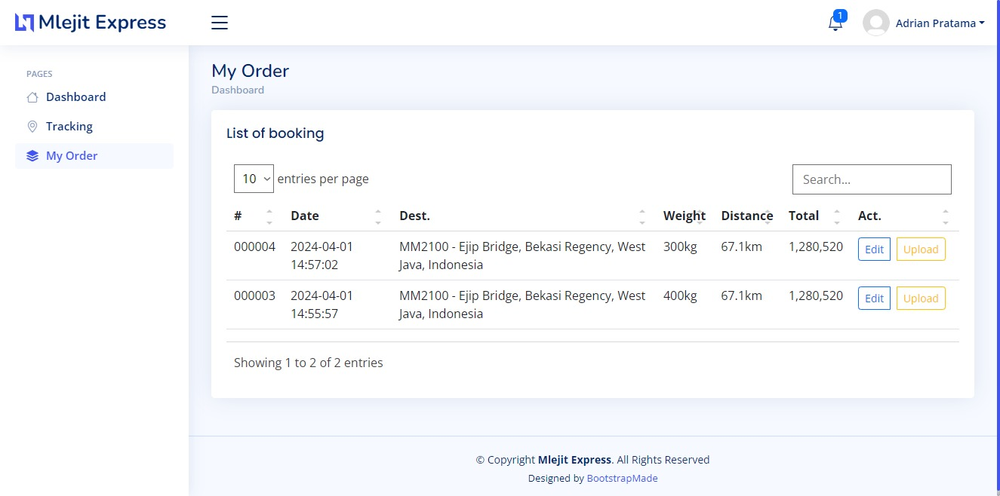 Mlejit Express
1
Adrian Pratama
PAGES
Dashboard
Tracking
My Order
My Order
Dashboard
List of booking
10 entries per page
Search...
# Date Dest. Weight Distance Total Act.
000004 2024-04-01 MM2100 - Ejip Bridge, Bekasi Regency, West 300kg 67.1km 1,280,520 Edit Upload
14:57:02 Java, Indonesia
000003 2024-04-01 MM2100 - Ejip Bridge, Bekasi Regency, West 400kg 67.1km 1,280,520 Edit Upload
14:55:57 Java, Indonesia
Showing 1 to 2 of 2 entries
© Copyright Mlejit Express. All Rights Reserved
Designed by BootstrapMade